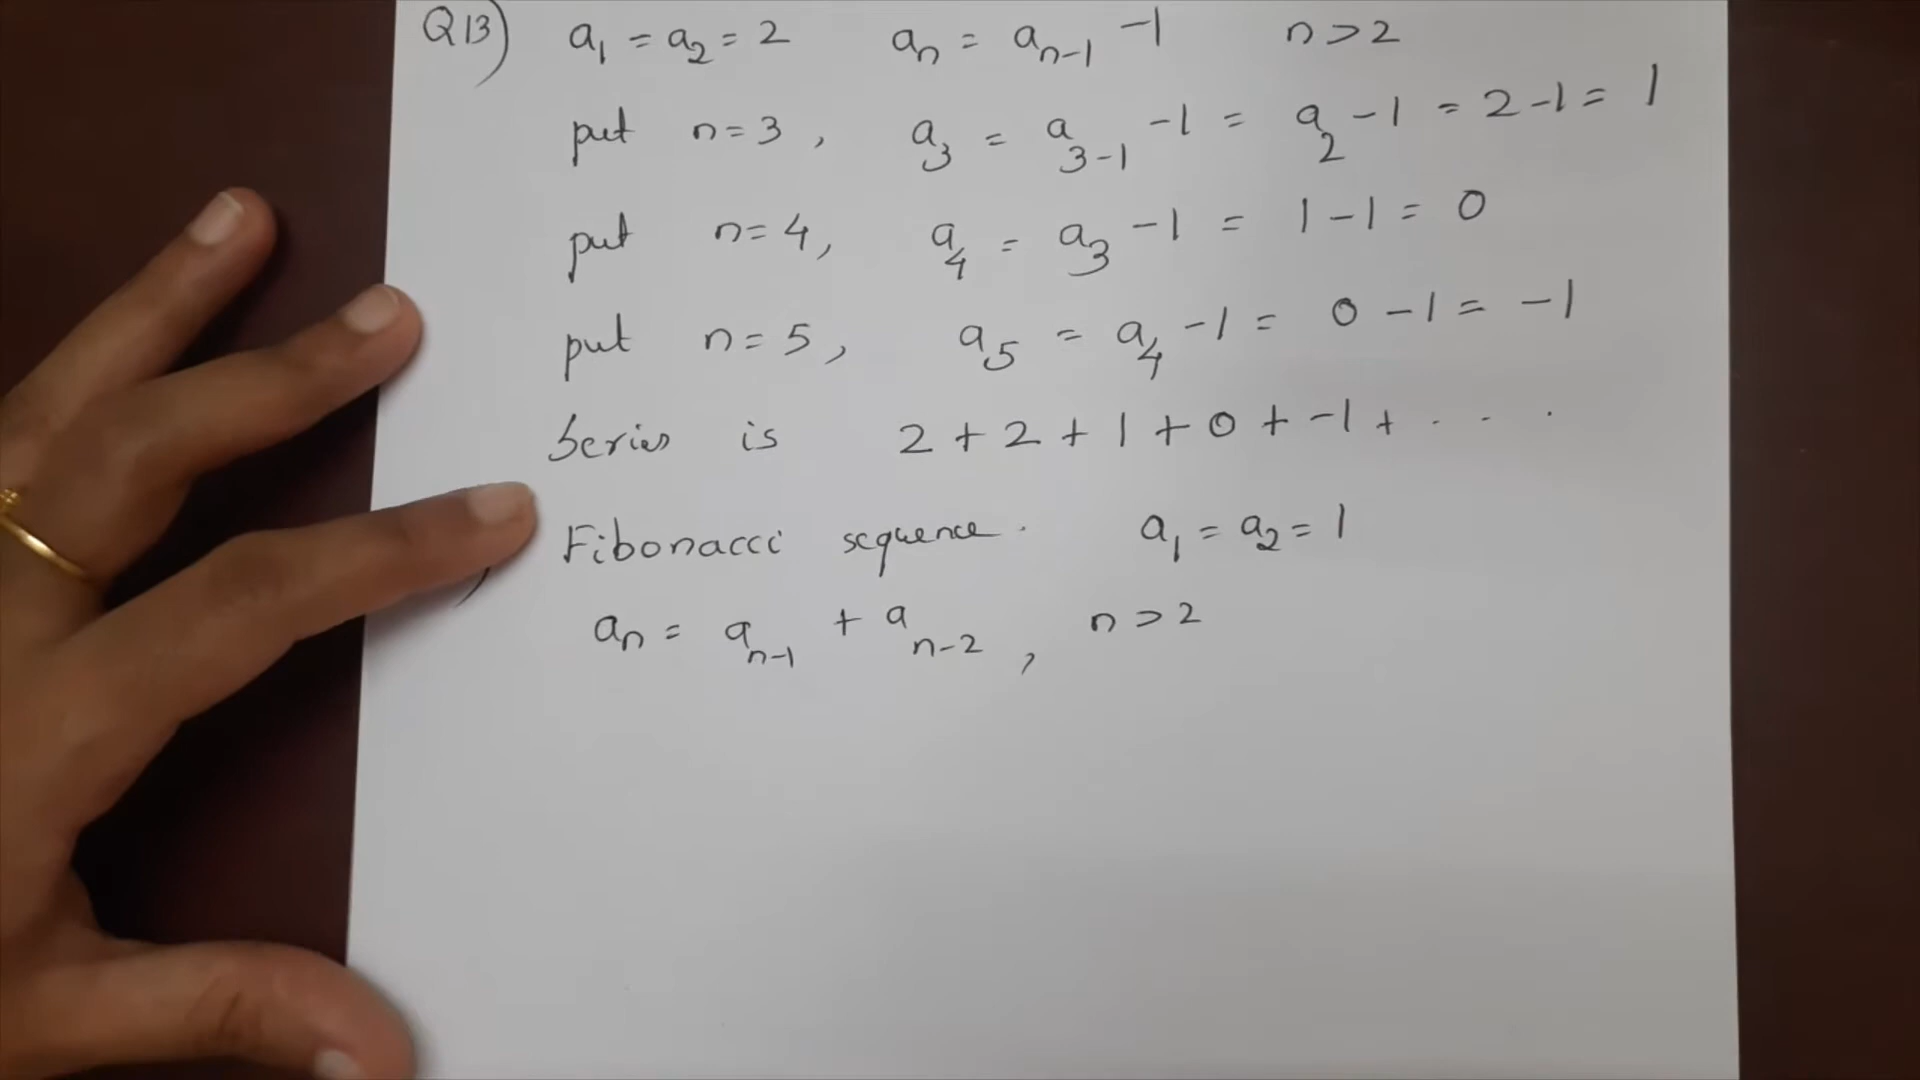 Q13) a₁ = a₂ = 2 aₙ = aₙ₋₁ -1 n>2
put n=3, a₃ = a₃₋₁ -1 = a₂ -1 = 2-1= 1
put n=4, a₄ = a₃ -1 = 1-1= 0
put n=5, a₅ = a₄ -1 = 0-1= -1
Series is 2+2+1+0+-1+ . . .
Fibonacci sequence. a₁ = a₂ = 1
aₙ = aₙ₋₁ + aₙ₋₂, n>2